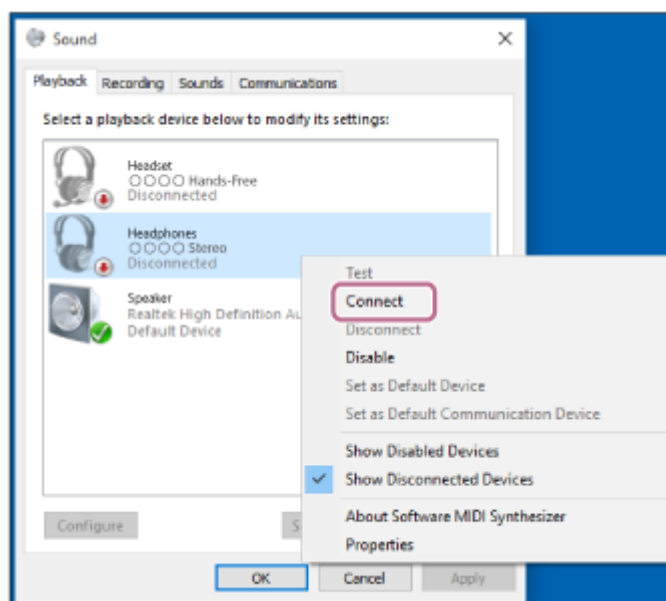 Sound
Playback Recording Sounds Communications
Select a playback device below to modify its settings:
Headset
○○○○ Hands-Free
Disconnected
Headphones
○○○○ Stereo
Disconnected
Speaker
Realtek High Definition Au
Default Device
Test
Connect
Disconnect
Disable
Set as Default Device
Set as Default Communication Device
Show Disabled Devices
Show Disconnected Devices
About Software MIDI Synthesizer
Properties
Configure S
OK Cancel Apply